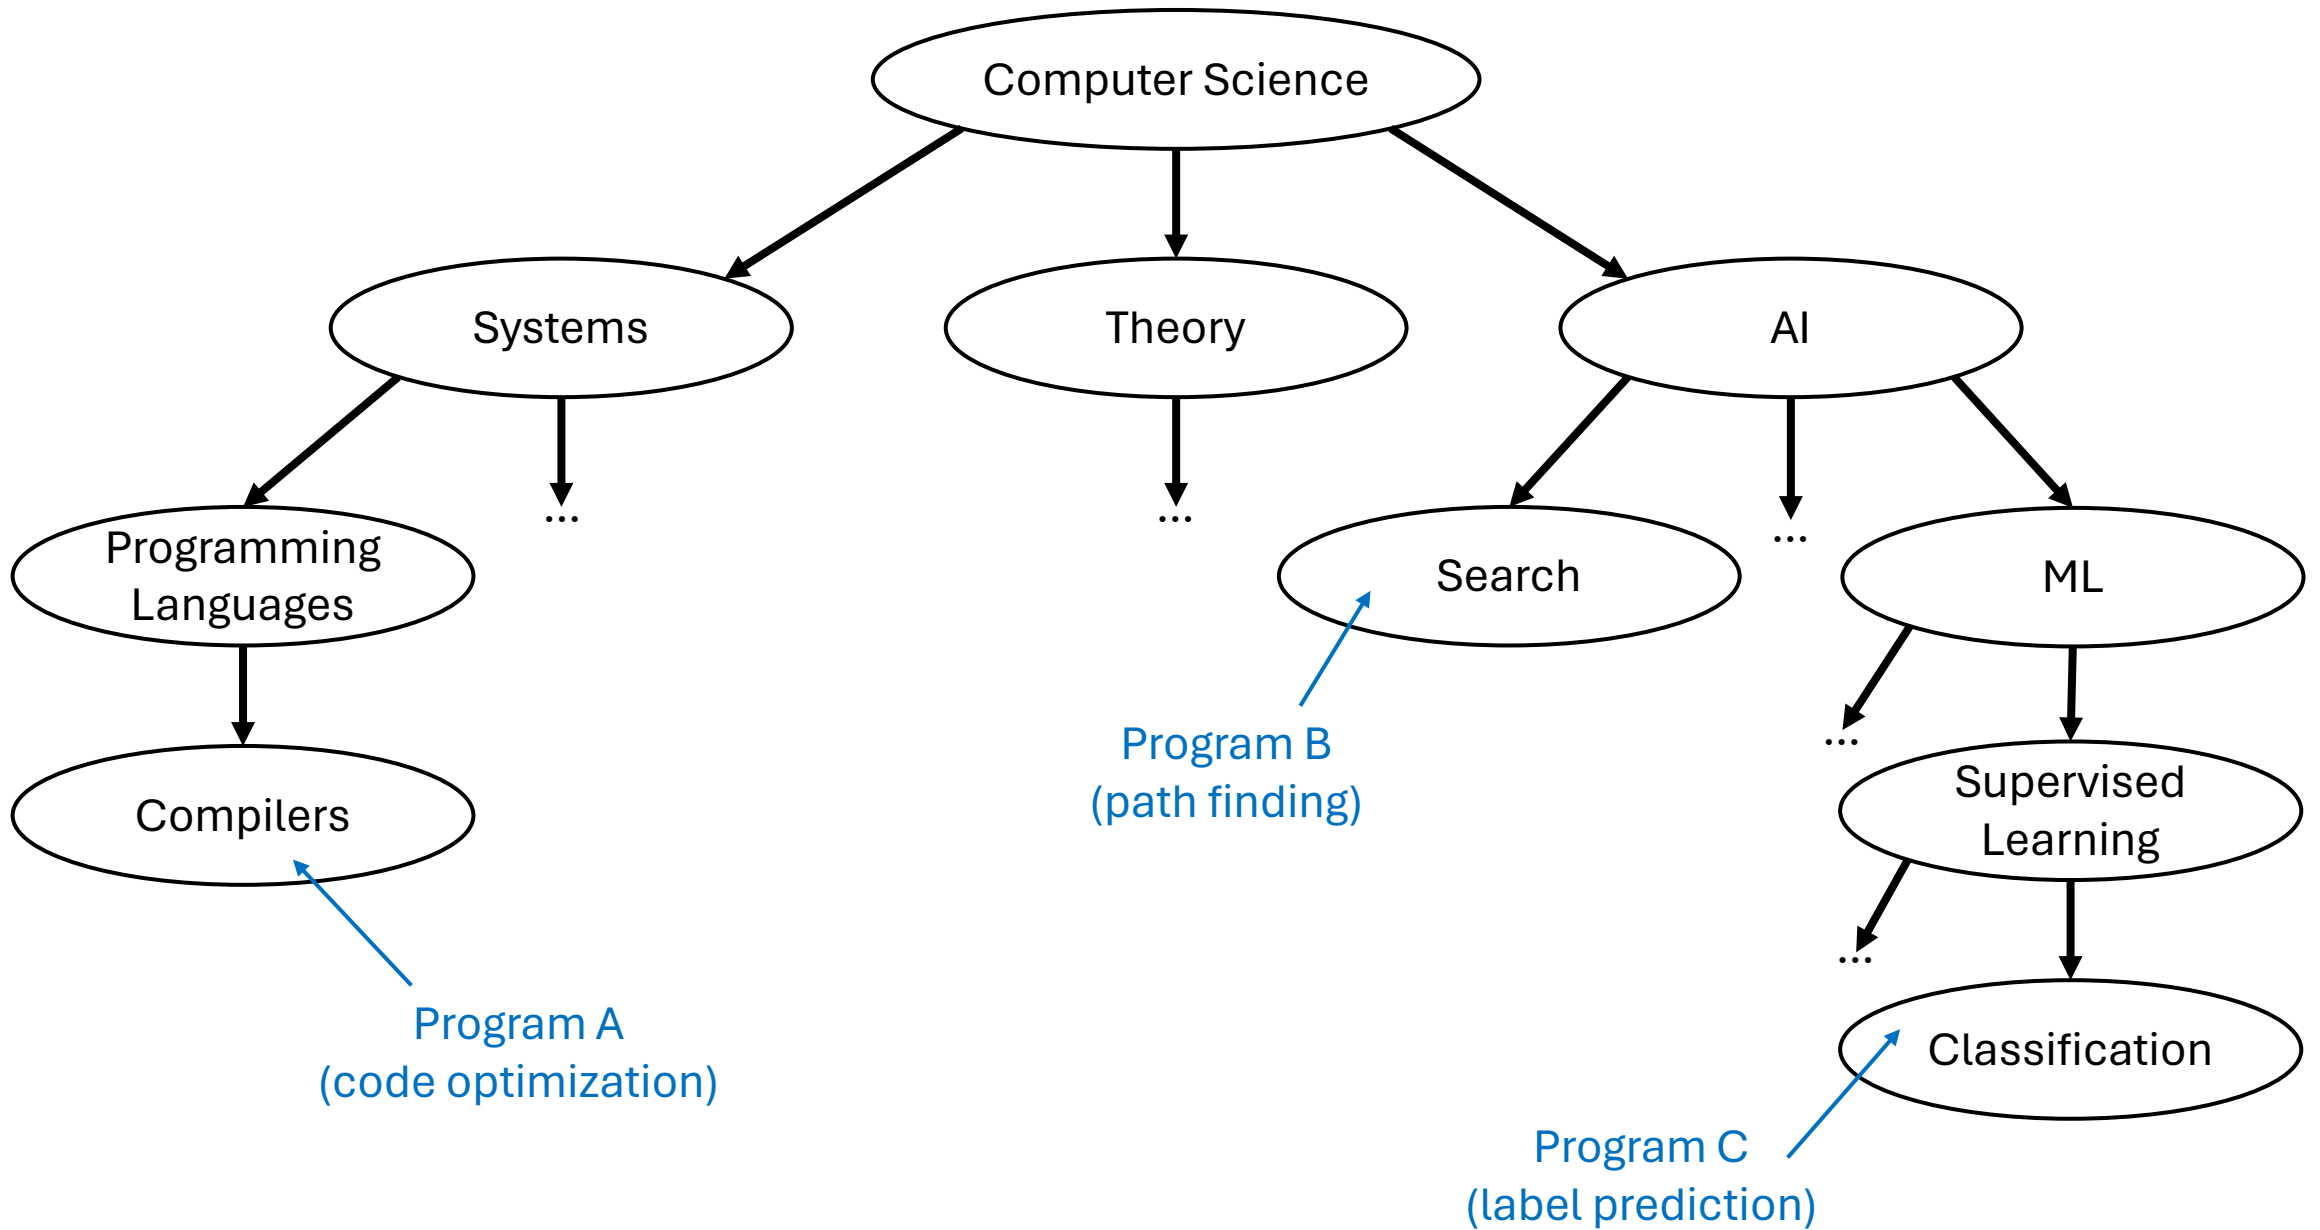 Computer Science
Systems
Theory
AI
Programming
Languages
...
...
Search
...
ML
Compilers
Program B
(path finding)
...
Supervised
Learning
Program A
(code optimization)
...
Classification
Program C
(label prediction)